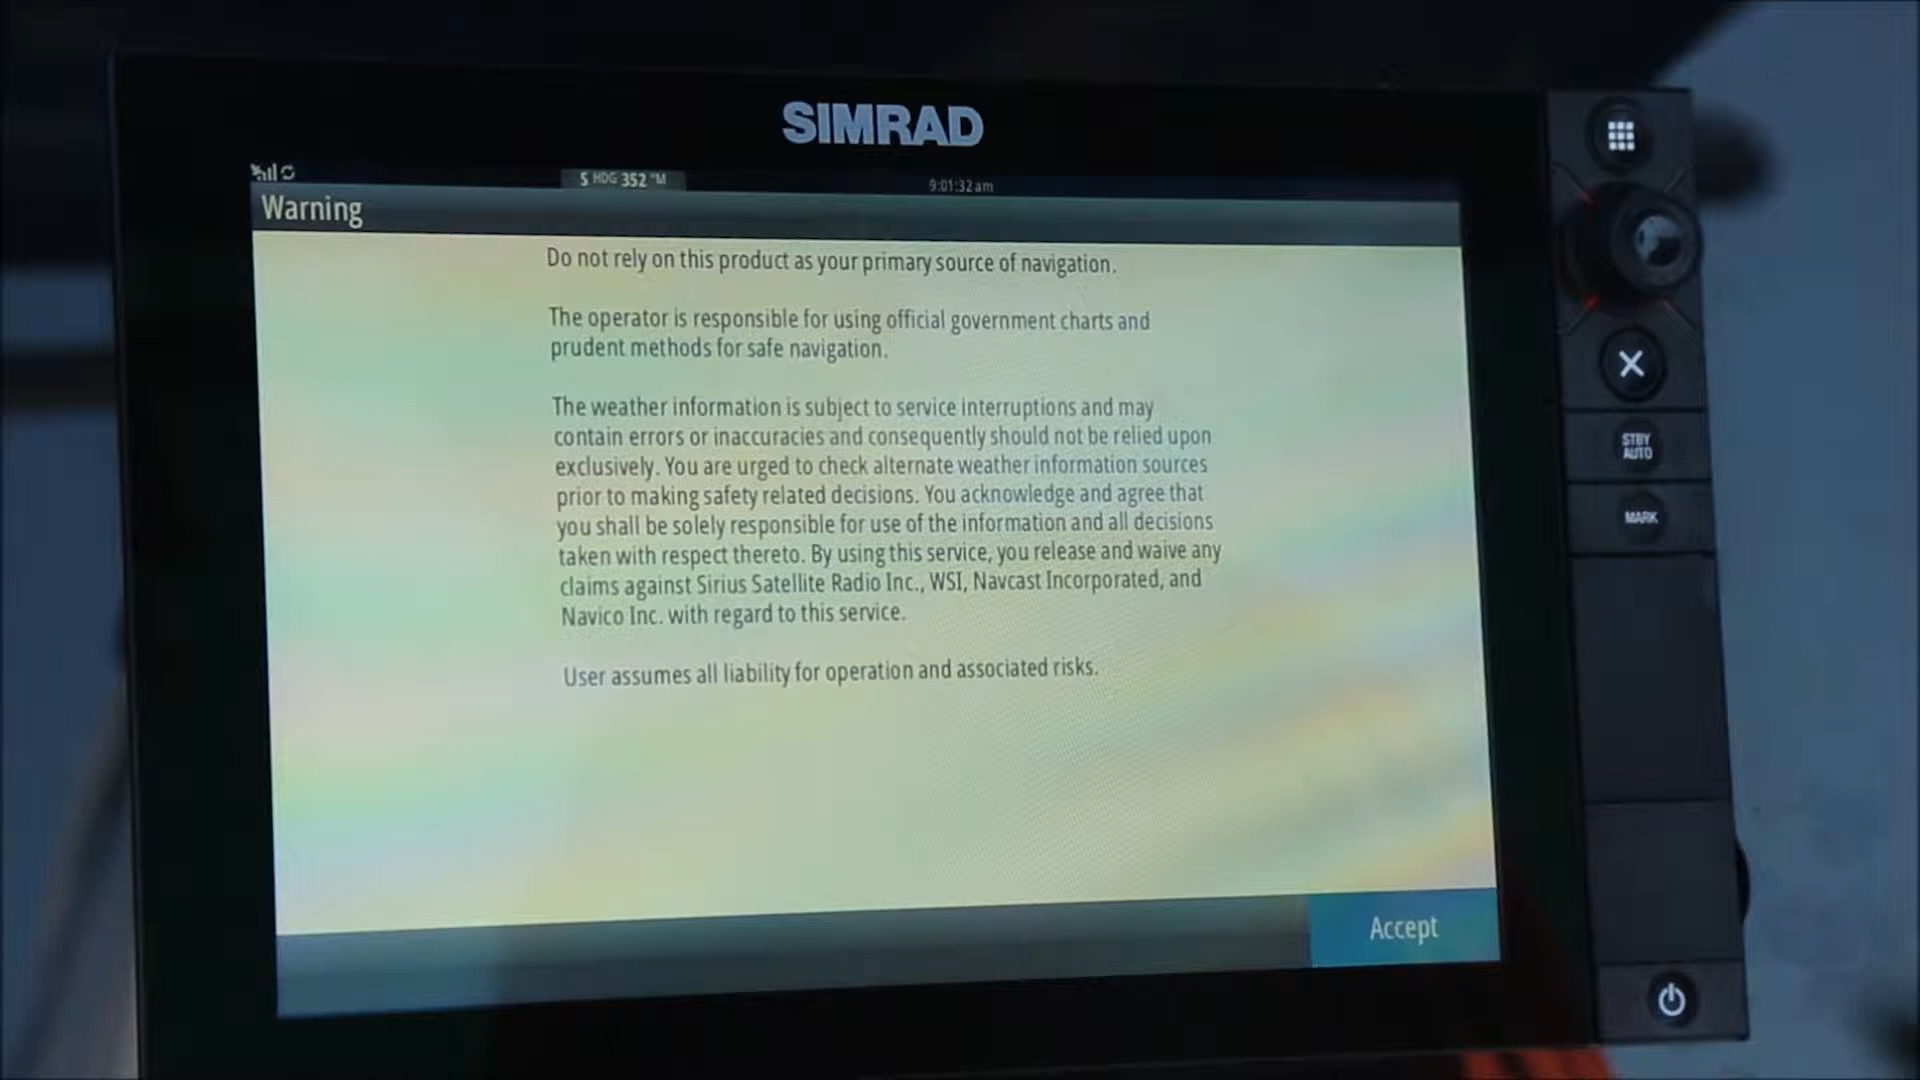 SIMRAD
S HDG 352 °M
9:01:32 am
Warning
Do not rely on this product as your primary source of navigation.
The operator is responsible for using official government charts and
prudent methods for safe navigation.
The weather information is subject to service interruptions and may
contain errors or inaccuracies and consequently should not be relied upon
exclusively. You are urged to check alternate weather information sources
prior to making safety related decisions. You acknowledge and agree that
you shall be solely responsible for use of the information and all decisions
taken with respect thereto. By using this service, you release and waive any
claims against Sirius Satellite Radio Inc., WSI, Navcast Incorporated, and
Navico Inc. with regard to this service.
User assumes all liability for operation and associated risks.
Accept
STBY
AUTO
MARK